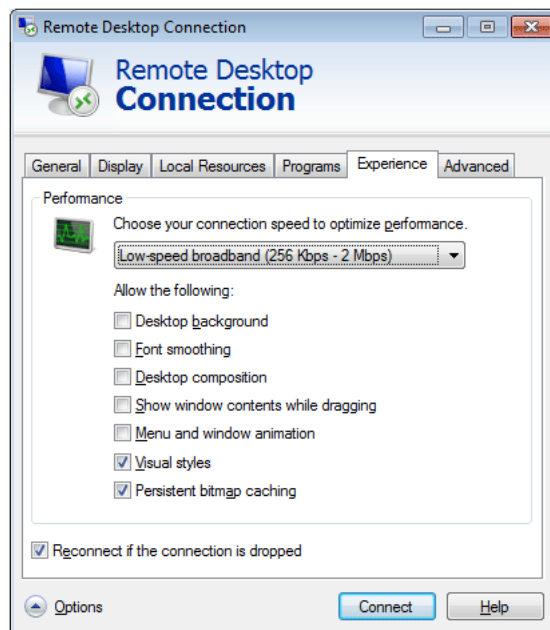 Remote Desktop Connection
Remote Desktop
Connection
General Display Local Resources Programs Experience Advanced
Performance
Choose your connection speed to optimize performance.
Low-speed broadband (256 Kbps - 2 Mbps)
Allow the following:
Desktop background
Font smoothing
Desktop composition
Show window contents while dragging
Menu and window animation
Visual styles
Persistent bitmap caching
Reconnect if the connection is dropped
Options Connect Help